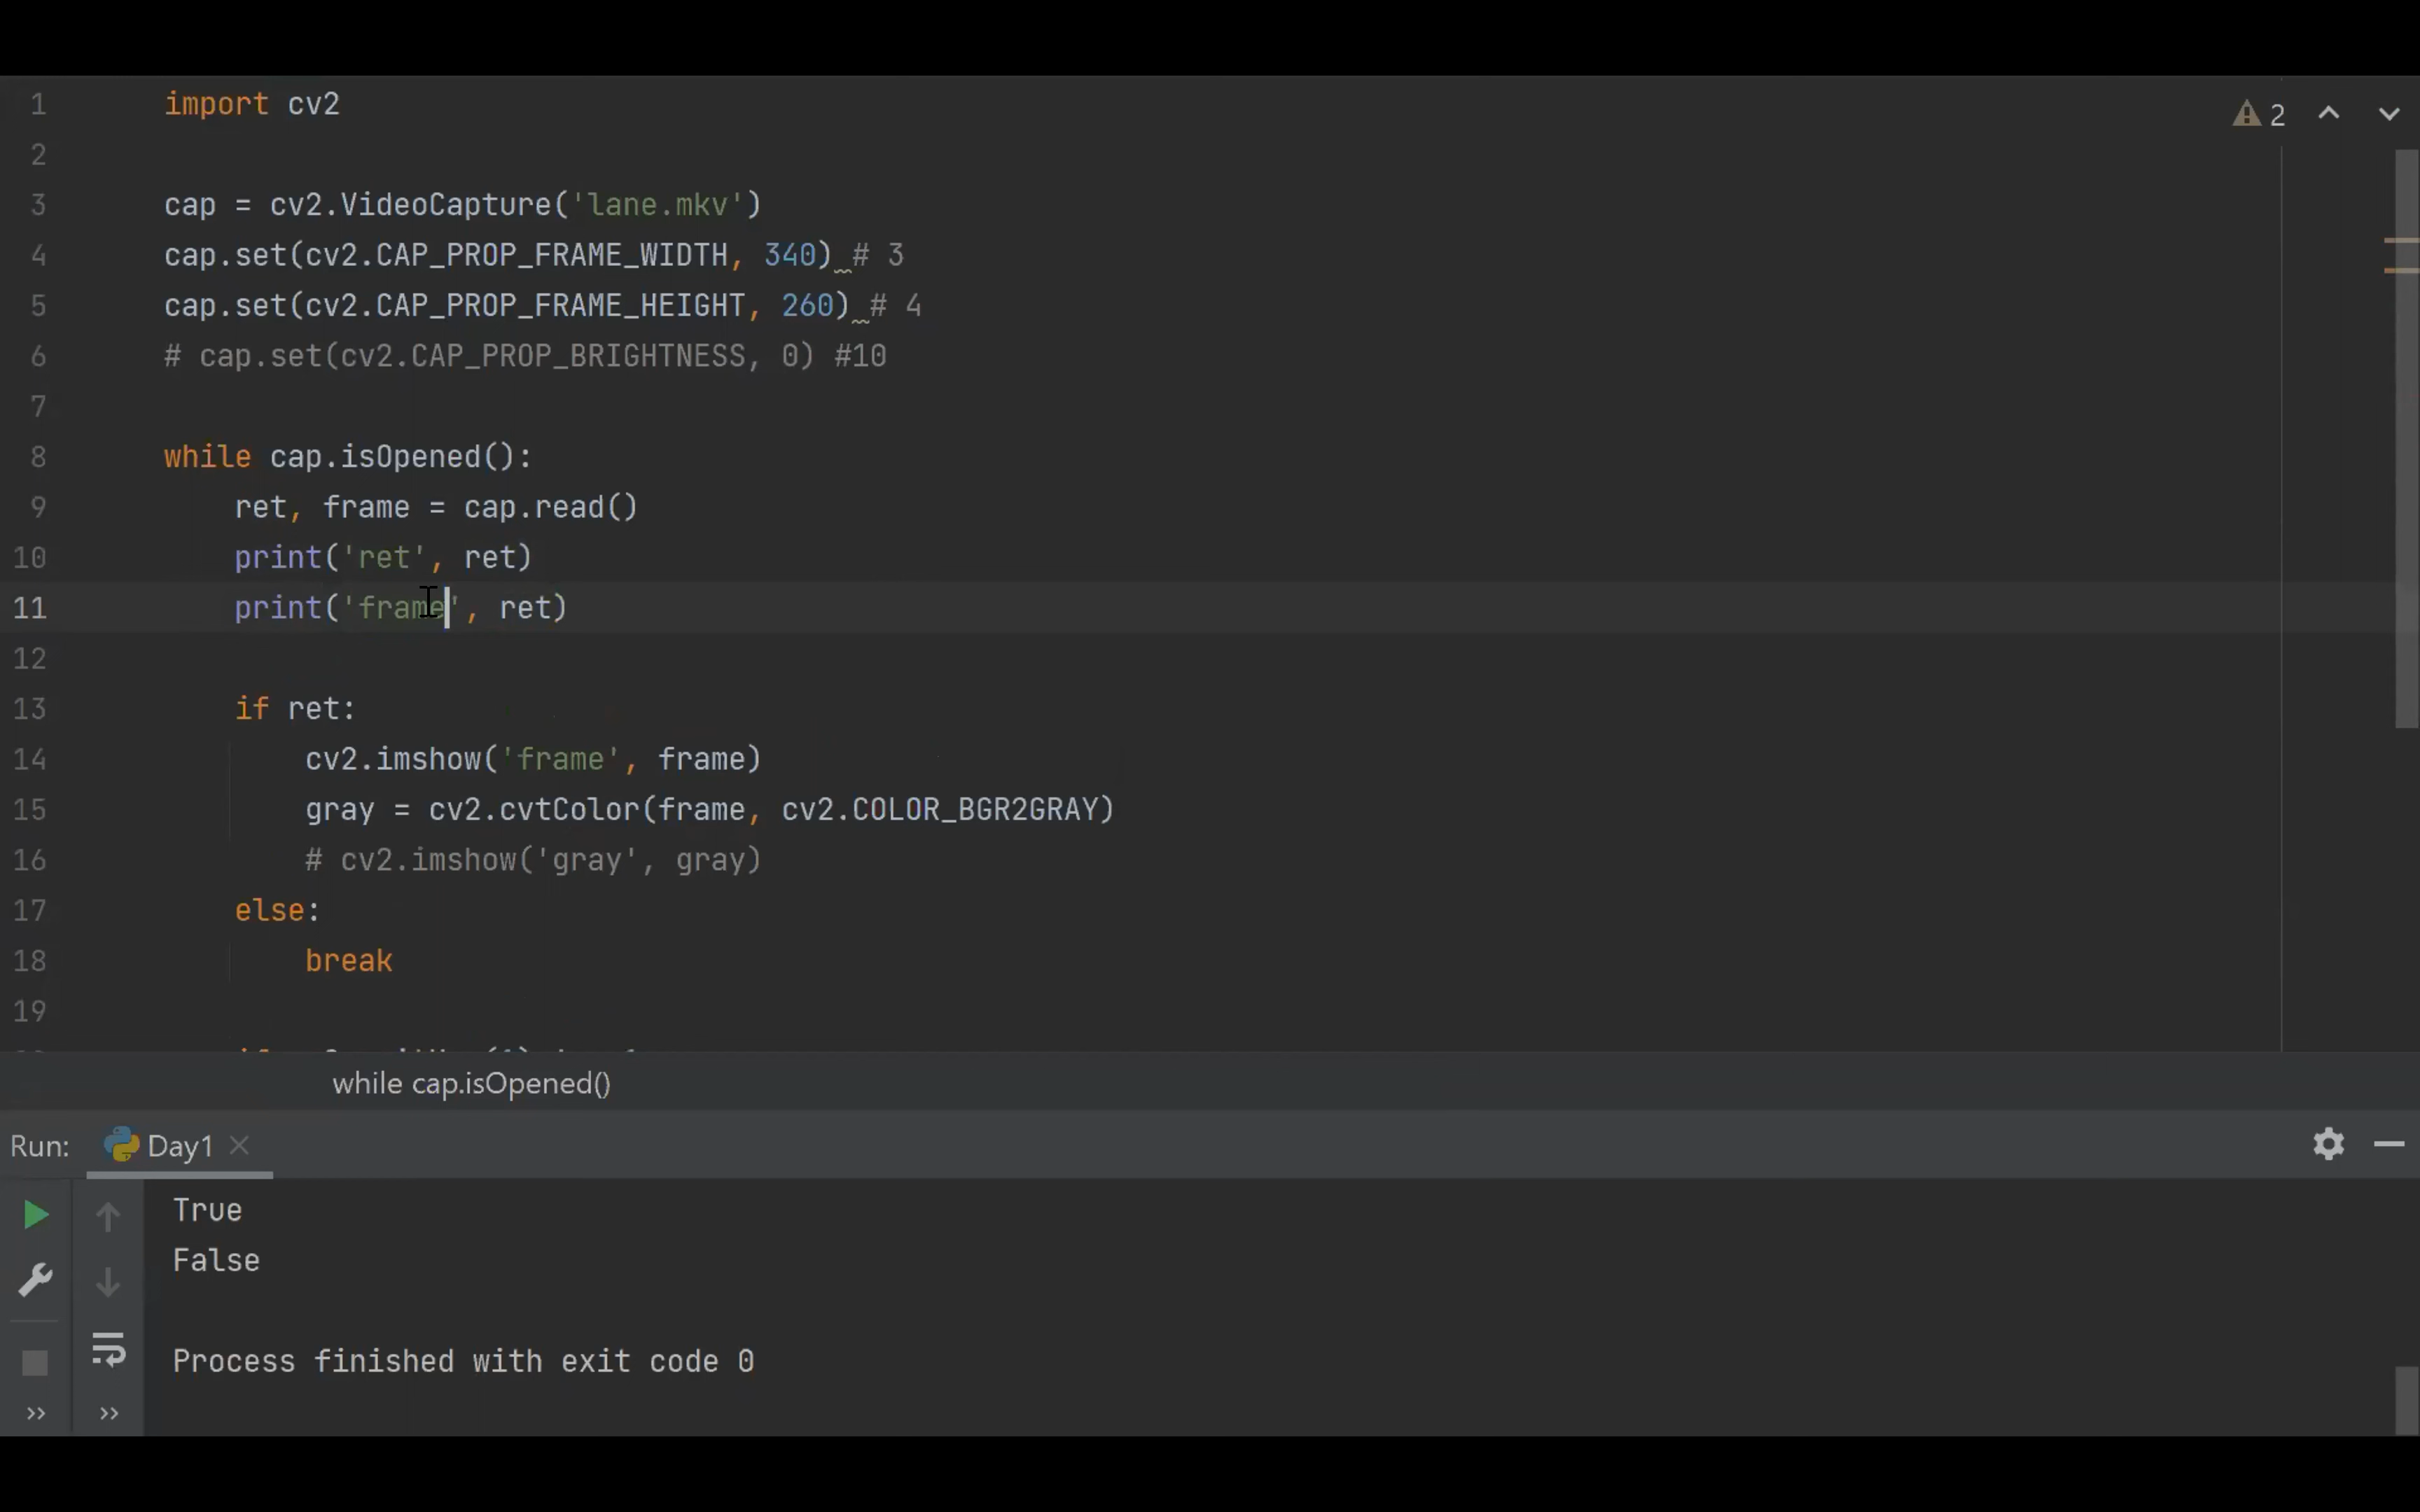 1 import cv2
2
3 cap = cv2.VideoCapture('lane.mkv')
4 cap.set(cv2.CAP_PROP_FRAME_WIDTH, 340) # 3
5 cap.set(cv2.CAP_PROP_FRAME_HEIGHT, 260) # 4
6 # cap.set(cv2.CAP_PROP_BRIGHTNESS, 0) #10
7
8 while cap.isOpened():
9 ret, frame = cap.read()
10 print('ret', ret)
11 print('frame', ret)
12
13 if ret:
14 cv2.imshow('frame', frame)
15 gray = cv2.cvtColor(frame, cv2.COLOR_BGR2GRAY)
16 # cv2.imshow('gray', gray)
17 else:
18 break
19
2
while cap.isOpened()
Run: Day1
True
False
Process finished with exit code 0